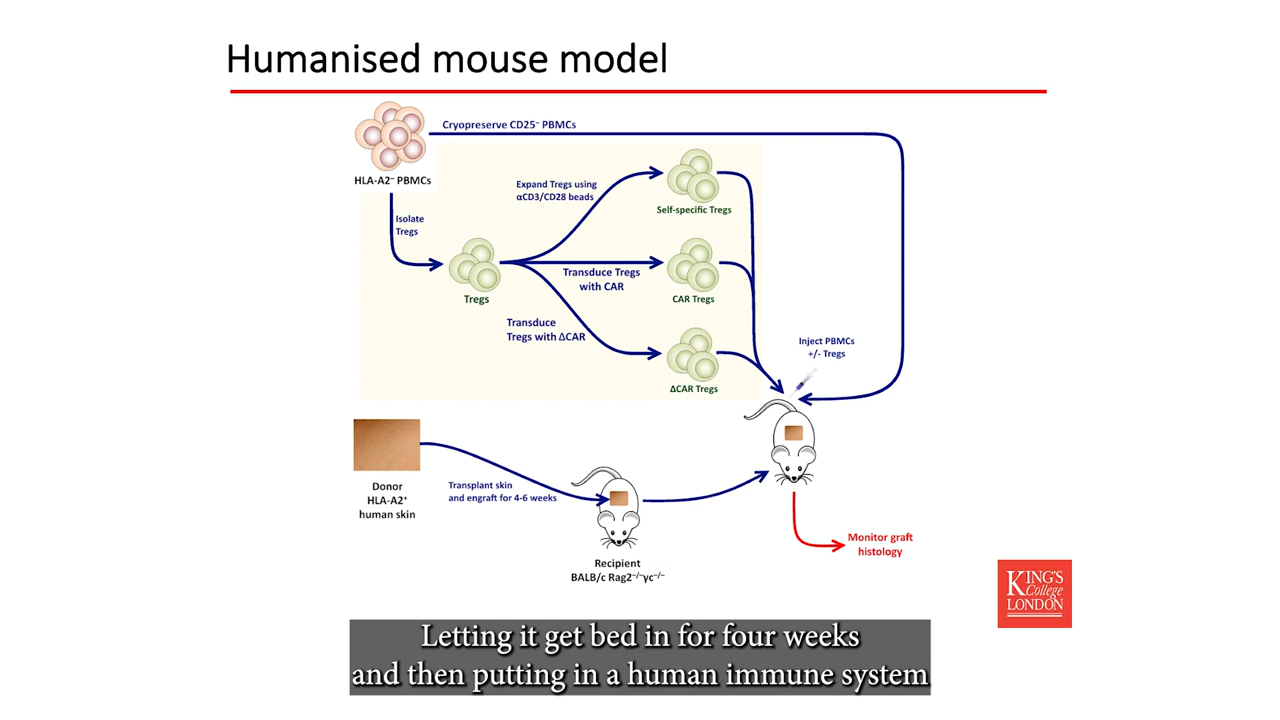 Humanised mouse model
Cryopreserve CD25⁻ PBMCs
HLA-A2⁻ PBMCs
Isolate
Tregs
Expand Tregs using
αCD3/CD28 beads
Self-specific Tregs
Tregs
Transduce Tregs
with CAR
CAR Tregs
Transduce
Tregs with ΔCAR
ΔCAR Tregs
Inject PBMCs
+/- Tregs
Donor
HLA-A2⁺
human skin
Transplant skin
and engraft for 4-6 weeks
Recipient
BALB/c Rag2⁻/⁻γc⁻/⁻
Monitor graft
histology
KING'S
College
LONDON
Letting it get bed in for four weeks
and then putting in a human immune system